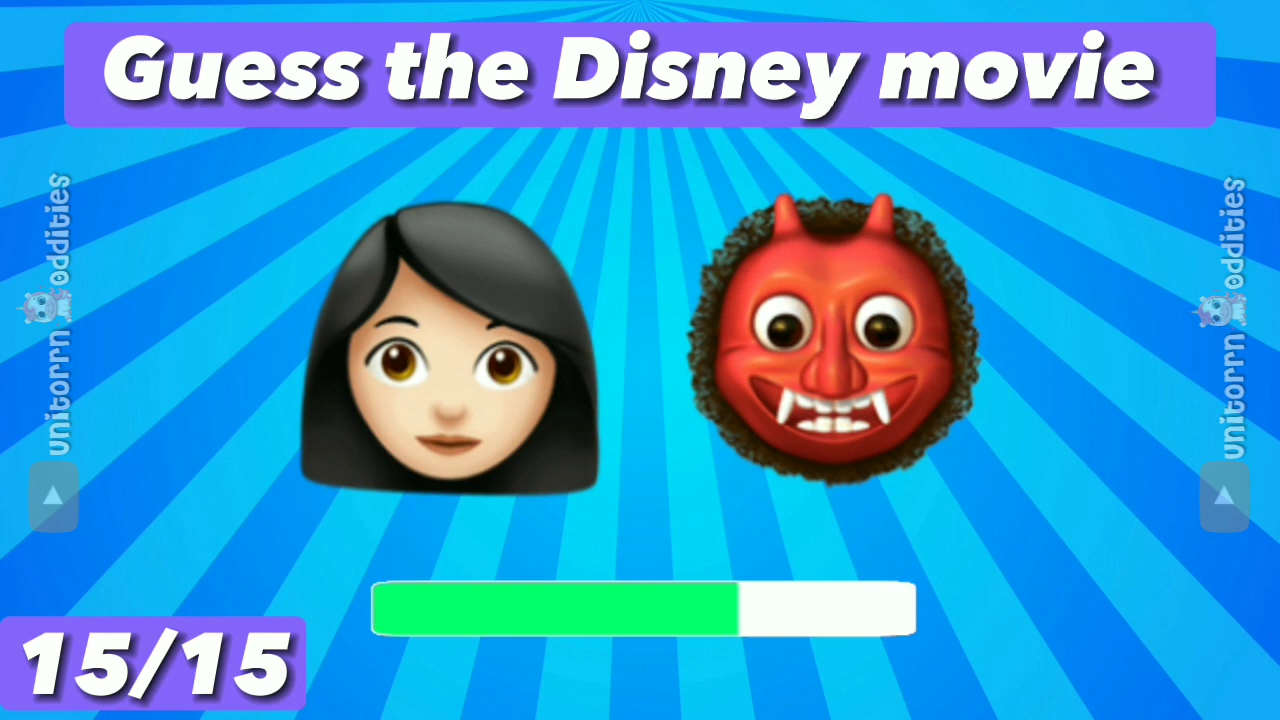 Guess the Disney movie
unitorrn oddities
unitorrn oddities
15/15